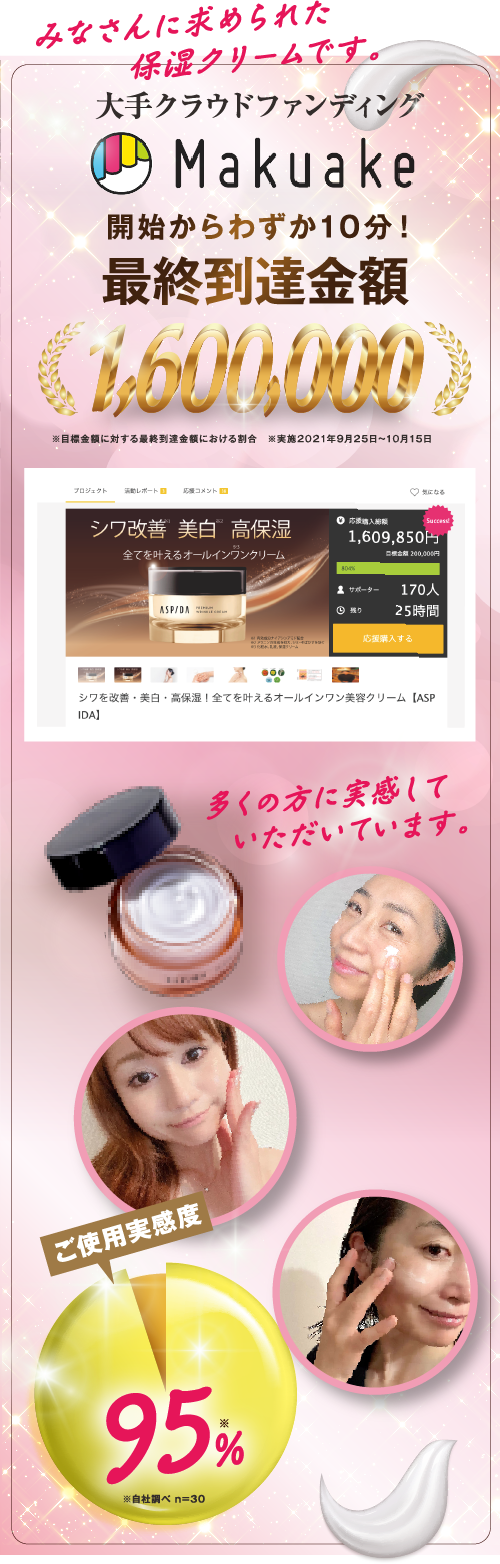 みなさんに求められた
保湿クリームです。
大手クラウドファンディング
Makuake
開始からわずか10分！
最終到達金額
1,600,000
※目標金額に対する最終到達金額における割合　※実施2021年9月25日~10月15日
プロジェクト　活動レポート　応援コメント　気になる
シワ改善※1 美白※2 高保湿
全てを叶えるオールインワンクリーム
ASPIDA
PREMIUM
WRINKLE CREAM
Success!
応援購入総額
1,609,850円
目標金額 200,000円
804%
サポーター　170人
残り　25時間
応援購入する
シワを改善・美白・高保湿！全てを叶えるオールインワン美容クリーム【ASP
IDA】
多くの方に実感して
いただいています。
ご使用実感度
95※%
※自社調べ n=30